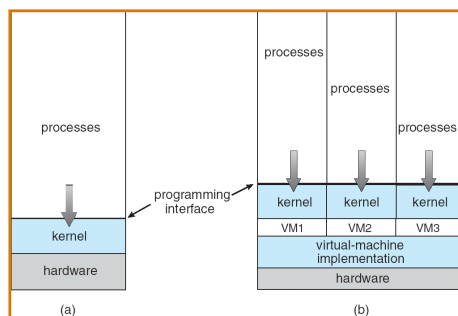 processes
kernel
hardware
(a)
programming
interface
processes
processes
processes
kernel
kernel
kernel
VM1
VM2
VM3
virtual-machine
implementation
hardware
(b)